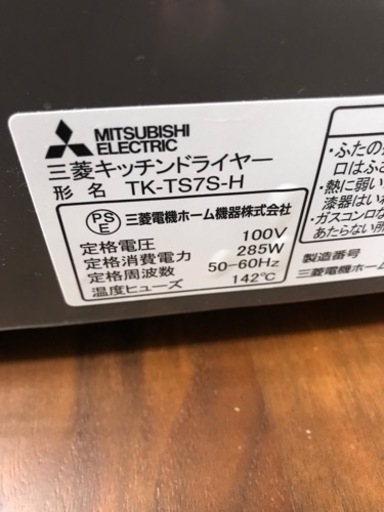 MITSUBISHI
ELECTRIC
三菱キッチンドライヤー
形 名 TK-TS7S-H
PS
E
三菱電機ホーム機器株式会社
定格電圧 100V
定格消費電力 285W
定格周波数 50-60Hz
温度ヒューズ 142℃
・ふたの
口はふさ
・熱に弱い
漆器はいれ
・ガスコンロな
あたらない所
製造番号
三菱電機ホーム